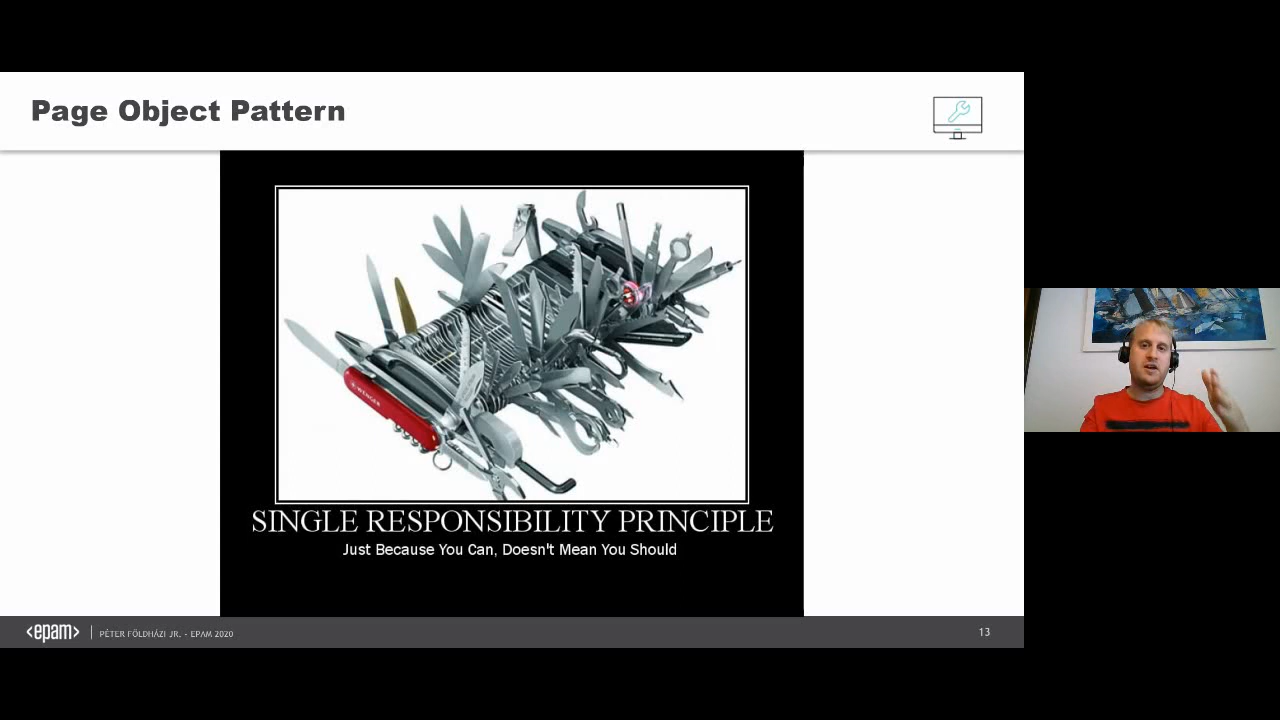 Page Object Pattern
WENGER
SINGLE RESPONSIBILITY PRINCIPLE
Just Because You Can, Doesn't Mean You Should
<epam> | PÉTER FÖLDHÁZI JR. - EPAM 2020
13